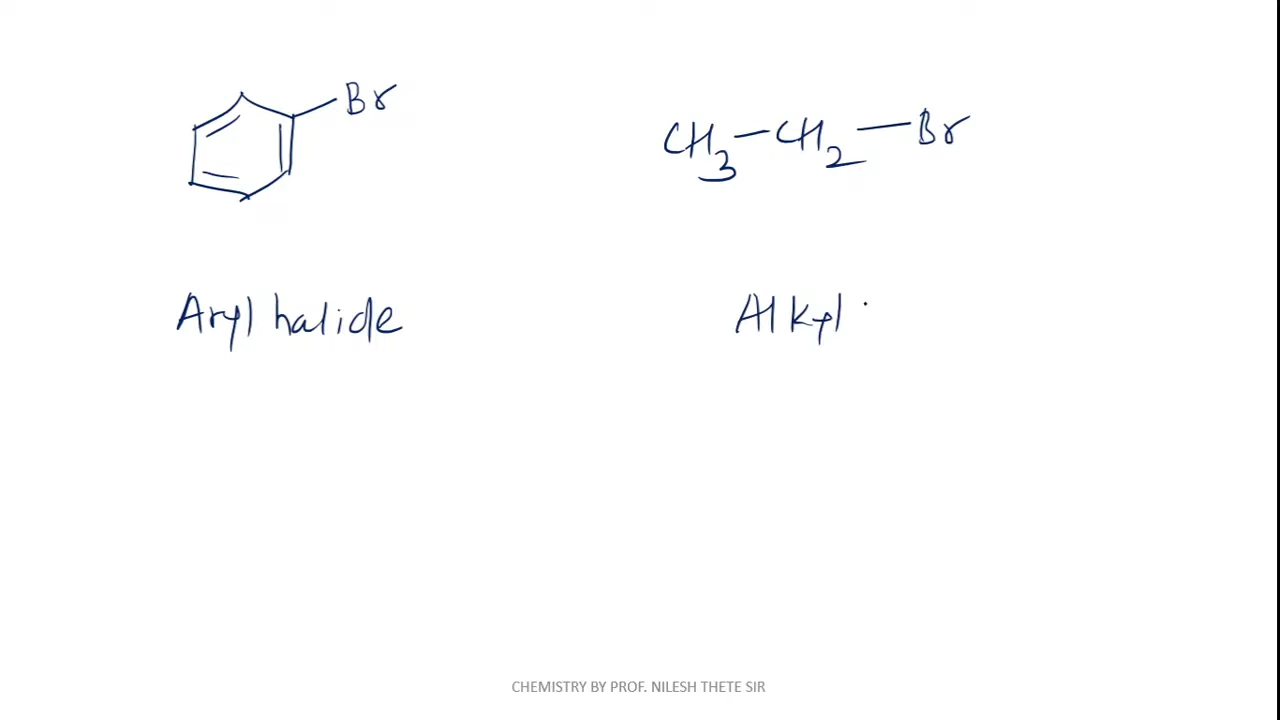 Br
CH3-CH2-Br
Aryl halide
Alkyl
CHEMISTRY BY PROF. NILESH THETE SIR